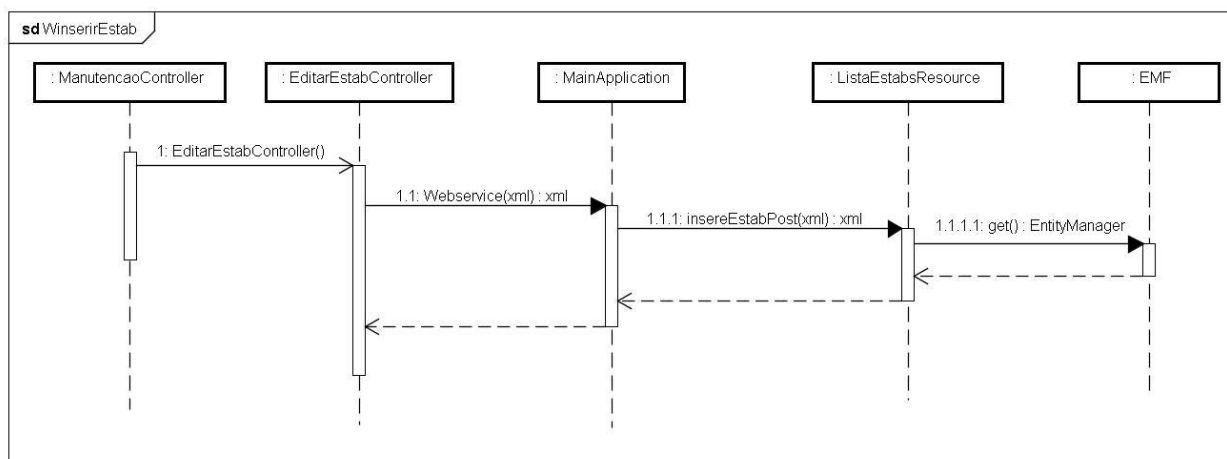 sd WinserirEstab
: ManutencaoController
: EditarEstabController
: MainApplication
: ListaEstabsResource
: EMF
1: EditarEstabController()
1.1: Webservice(xml) : xml
1.1.1: insereEstabPost(xml) : xml
1.1.1.1: get() : EntityManager